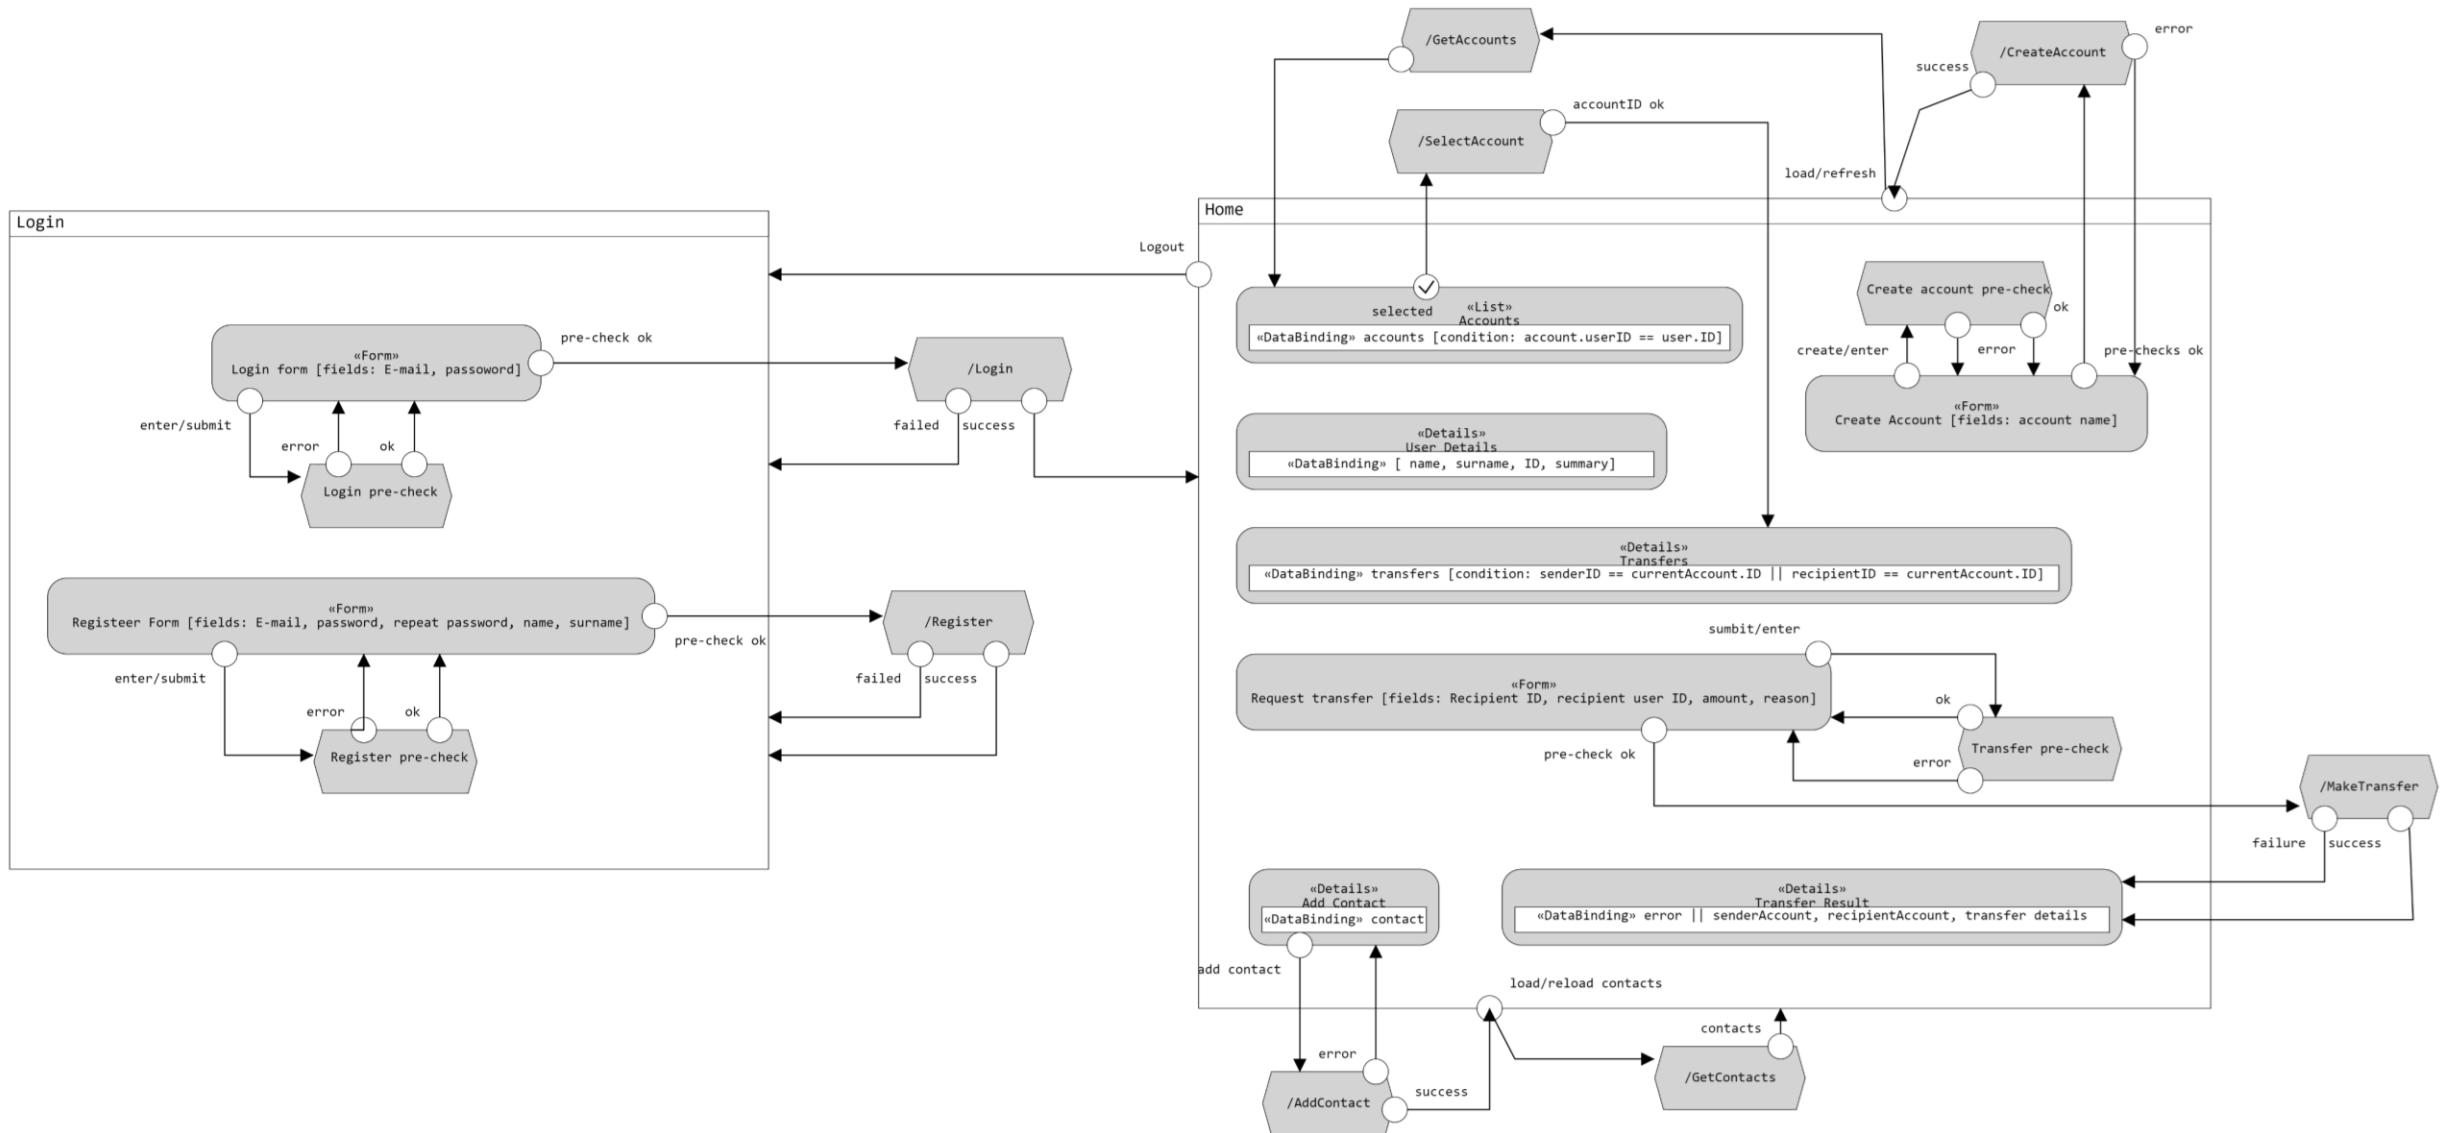 /GetAccounts
/CreateAccount
error
success
accountID ok
/SelectAccount
load/refresh
Login
Home
Logout
«Form»
Login form [fields: E-mail, passoword]
pre-check ok
enter/submit
error
ok
Login pre-check
/Login
failed
success
«Form»
Registeer Form [fields: E-mail, password, repeat password, name, surname]
pre-check ok
enter/submit
error
ok
Register pre-check
/Register
failed
success
selected
«List»
Accounts
«DataBinding» accounts [condition: account.userID == user.ID]
Create account pre-check
ok
create/enter
error
pre-checks ok
«Form»
Create Account [fields: account name]
«Details»
User Details
«DataBinding» [ name, surname, ID, summary]
«Details»
Transfers
«DataBinding» transfers [condition: senderID == currentAccount.ID || recipientID == currentAccount.ID]
sumbit/enter
«Form»
Request transfer [fields: Recipient ID, recipient user ID, amount, reason]
ok
Transfer pre-check
error
pre-check ok
/MakeTransfer
failure
success
«Details»
Add Contact
«DataBinding» contact
«Details»
Transfer Result
«DataBinding» error || senderAccount, recipientAccount, transfer details
add contact
load/reload contacts
contacts
error
success
/AddContact
/GetContacts